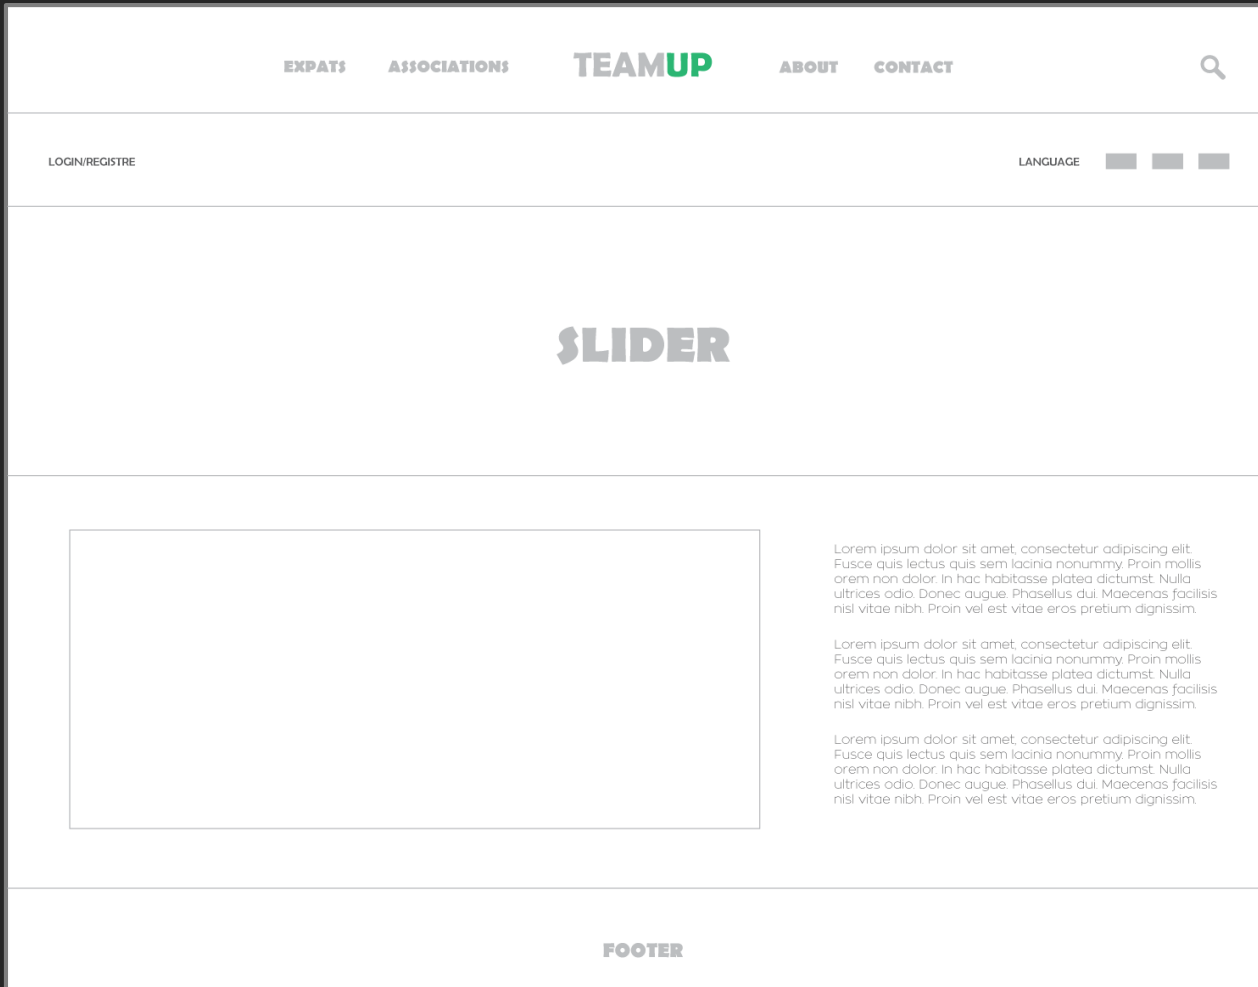 EXPATS ASSOCIATIONS TEAMUP ABOUT CONTACT
LOGIN/REGISTRE LANGUAGE
SLIDER
Lorem ipsum dolor sit amet, consectetur adipiscing elit.
Fusce quis lectus quis sem lacinia nonummy. Proin mollis
orem non dolor. In hac habitasse platea dictumst. Nulla
ultrices odio. Donec augue. Phasellus dui. Maecenas facilisis
nisl vitae nibh. Proin vel est vitae eros pretium dignissim.
Lorem ipsum dolor sit amet, consectetur adipiscing elit.
Fusce quis lectus quis sem lacinia nonummy. Proin mollis
orem non dolor. In hac habitasse platea dictumst. Nulla
ultrices odio. Donec augue. Phasellus dui. Maecenas facilisis
nisl vitae nibh. Proin vel est vitae eros pretium dignissim.
Lorem ipsum dolor sit amet, consectetur adipiscing elit.
Fusce quis lectus quis sem lacinia nonummy. Proin mollis
orem non dolor. In hac habitasse platea dictumst. Nulla
ultrices odio. Donec augue. Phasellus dui. Maecenas facilisis
nisl vitae nibh. Proin vel est vitae eros pretium dignissim.
FOOTER